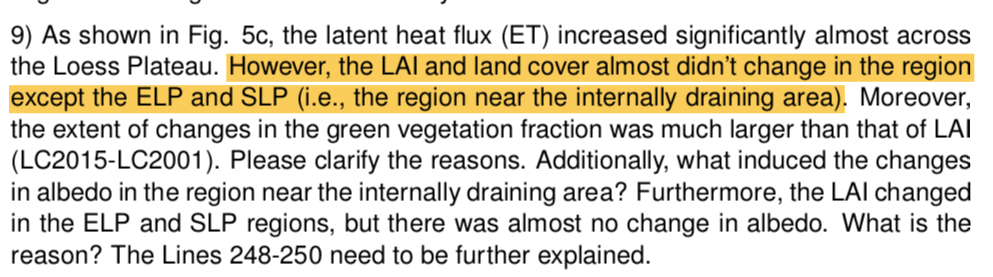 9) As shown in Fig. 5c, the latent heat flux (ET) increased significantly almost across
the Loess Plateau. However, the LAI and land cover almost didn't change in the region
except the ELP and SLP (i.e., the region near the internally draining area). Moreover,
the extent of changes in the green vegetation fraction was much larger than that of LAI
(LC2015-LC2001). Please clarify the reasons. Additionally, what induced the changes
in albedo in the region near the internally draining area? Furthermore, the LAI changed
in the ELP and SLP regions, but there was almost no change in albedo. What is the
reason? The Lines 248-250 need to be further explained.